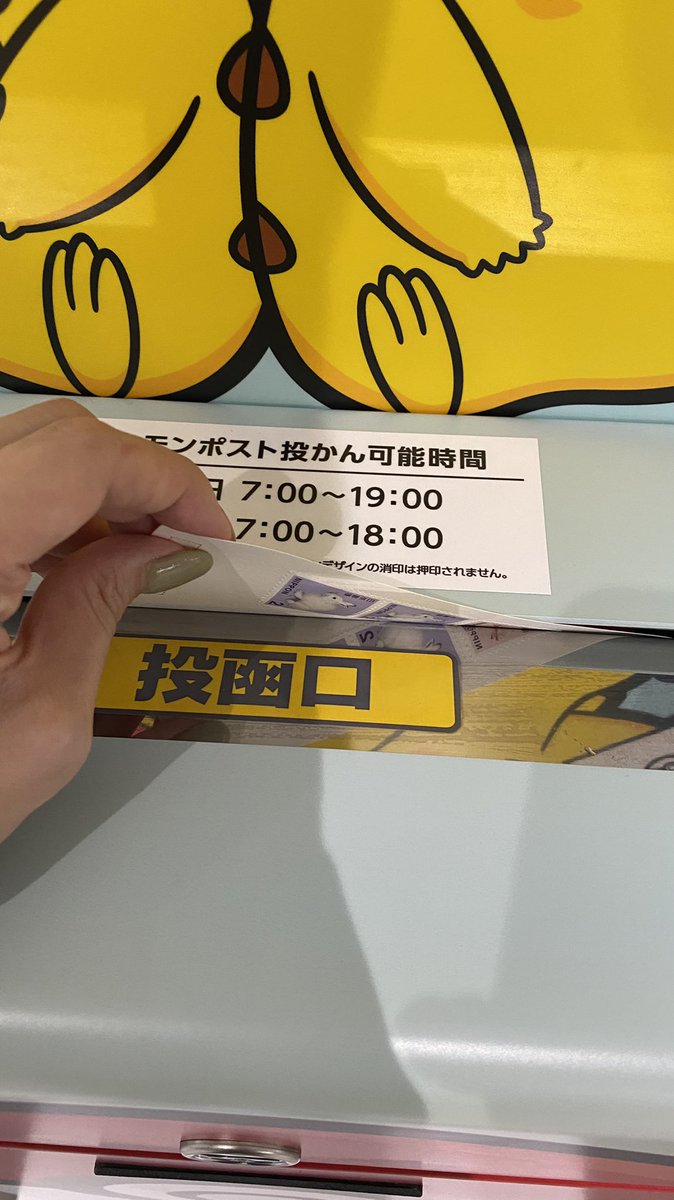 モンポスト投かん可能時間
日 7:00〜19:00
7:00〜18:00
デザインの消印は押印されません。
NIPPON
2
投函口